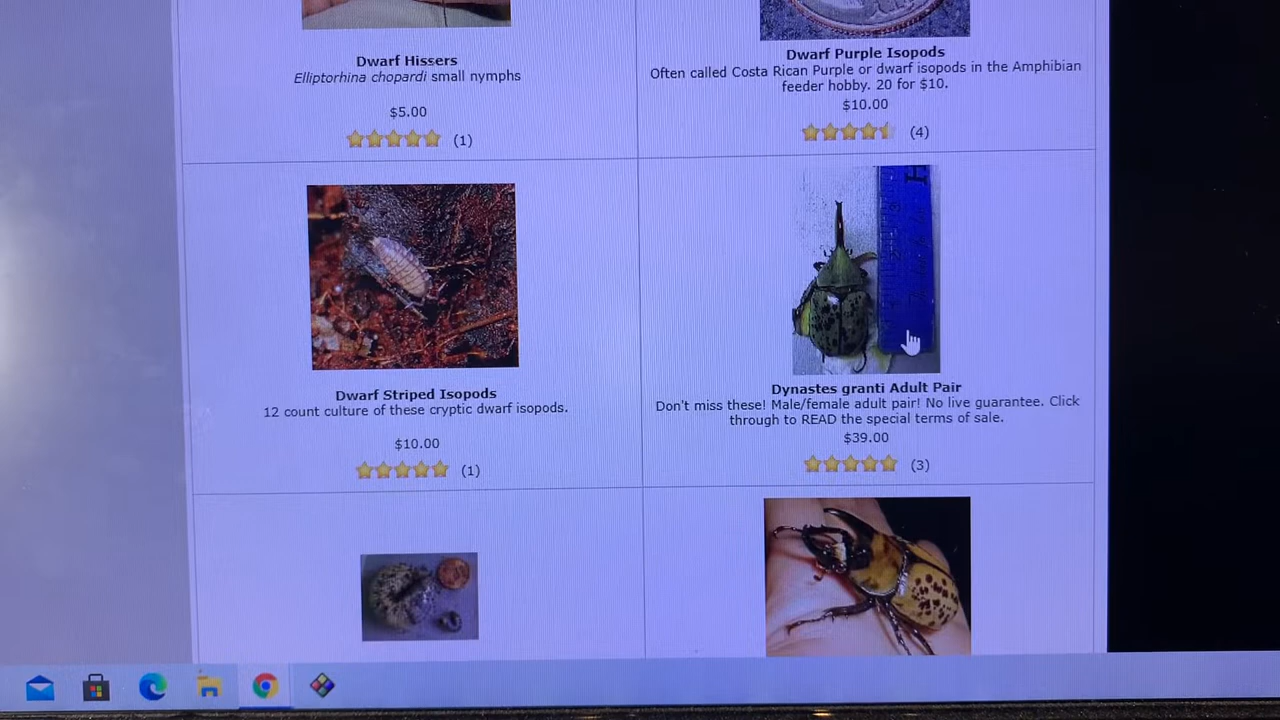 Dwarf Hissers
Elliptorhina chopardi small nymphs
$5.00
(1)
Dwarf Purple Isopods
Often called Costa Rican Purple or dwarf isopods in the Amphibian
feeder hobby. 20 for $10.
$10.00
(4)
Dwarf Striped Isopods
12 count culture of these cryptic dwarf isopods.
$10.00
(1)
Dynastes granti Adult Pair
Don't miss these! Male/female adult pair! No live guarantee. Click
through to READ the special terms of sale.
$39.00
(3)